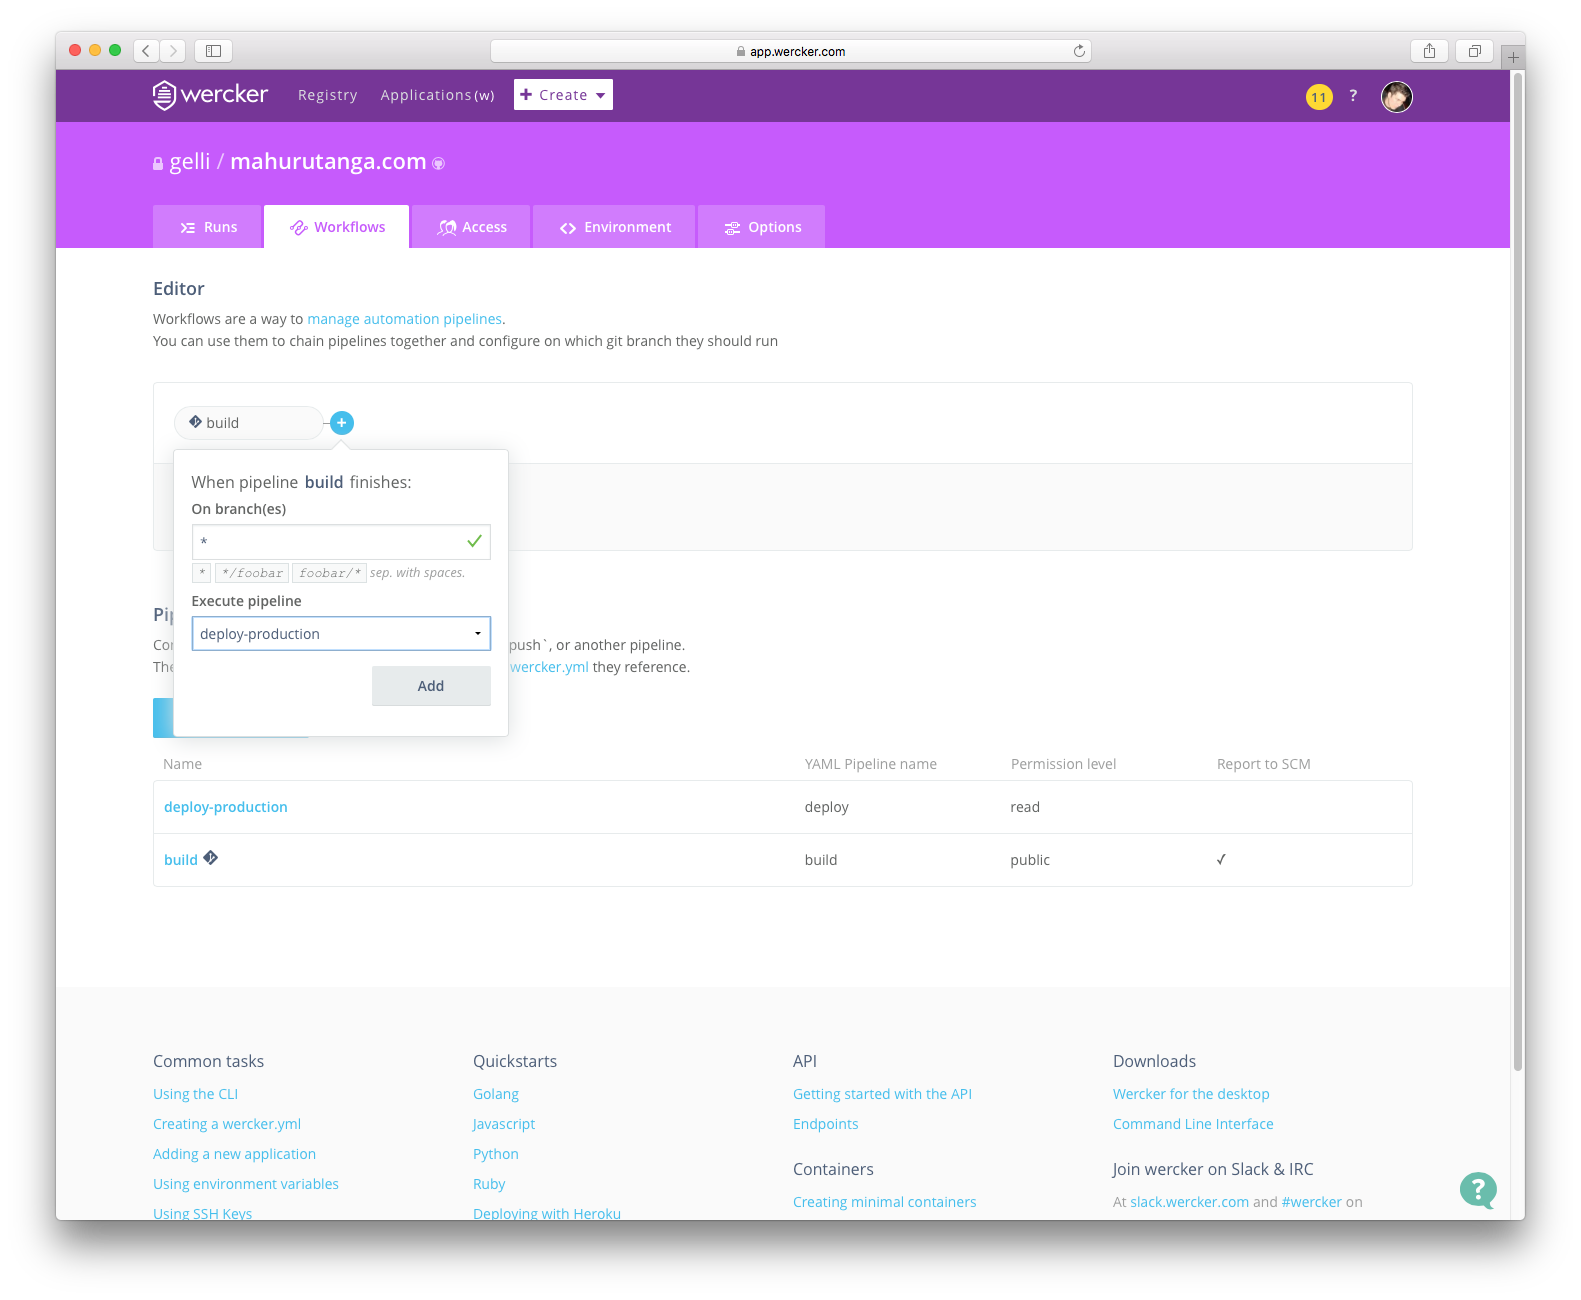 app.wercker.com
wercker Registry Applications(w) + Create 11 ?
gelli / mahurutanga.com
Runs Workflows Access Environment Options
Editor
Workflows are a way to manage automation pipelines.
You can use them to chain pipelines together and configure on which git branch they should run
build +
When pipeline build finishes:
On branch(es)
*
* */foobar foobar/* sep. with spaces.
Execute pipeline
deploy-production
Add
push`, or another pipeline.
wercker.yml they reference.
Name YAML Pipeline name Permission level Report to SCM
deploy-production deploy read
build build public ✓
Common tasks
Using the CLI
Creating a wercker.yml
Adding a new application
Using environment variables
Using SSH Keys
Quickstarts
Golang
Javascript
Python
Ruby
Deploying with Heroku
API
Getting started with the API
Endpoints
Containers
Creating minimal containers
Downloads
Wercker for the desktop
Command Line Interface
Join wercker on Slack & IRC
At slack.wercker.com and #wercker on
?